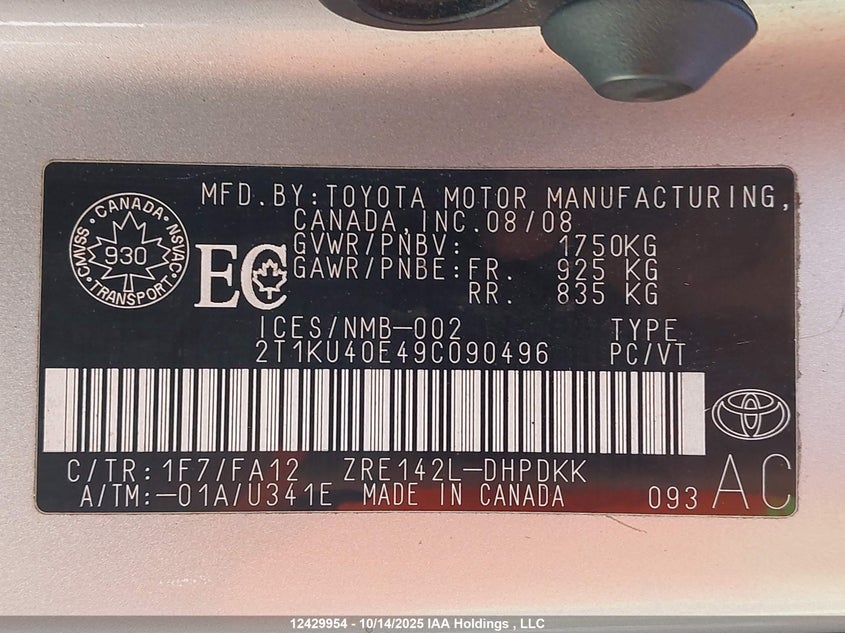 MFD.BY:TOYOTA MOTOR MANUFACTURING,
CANADA,INC.08/08
GVWR/PNBV: 1750KG
GAWR/PNBE:FR. 925 KG
RR. 835 KG
CANADA · NSVAC · TRANSPORT · CMVSS ·
930
EC
ICES/NMB-002 TYPE
2T1KU40E49C090496 PC/VT
C/TR:1F7/FA12 ZRE142L-DHPDKK
A/TM:-01A/U341E MADE IN CANADA 093 AC
12429954 - 10/14/2025 IAA Holdings , LLC